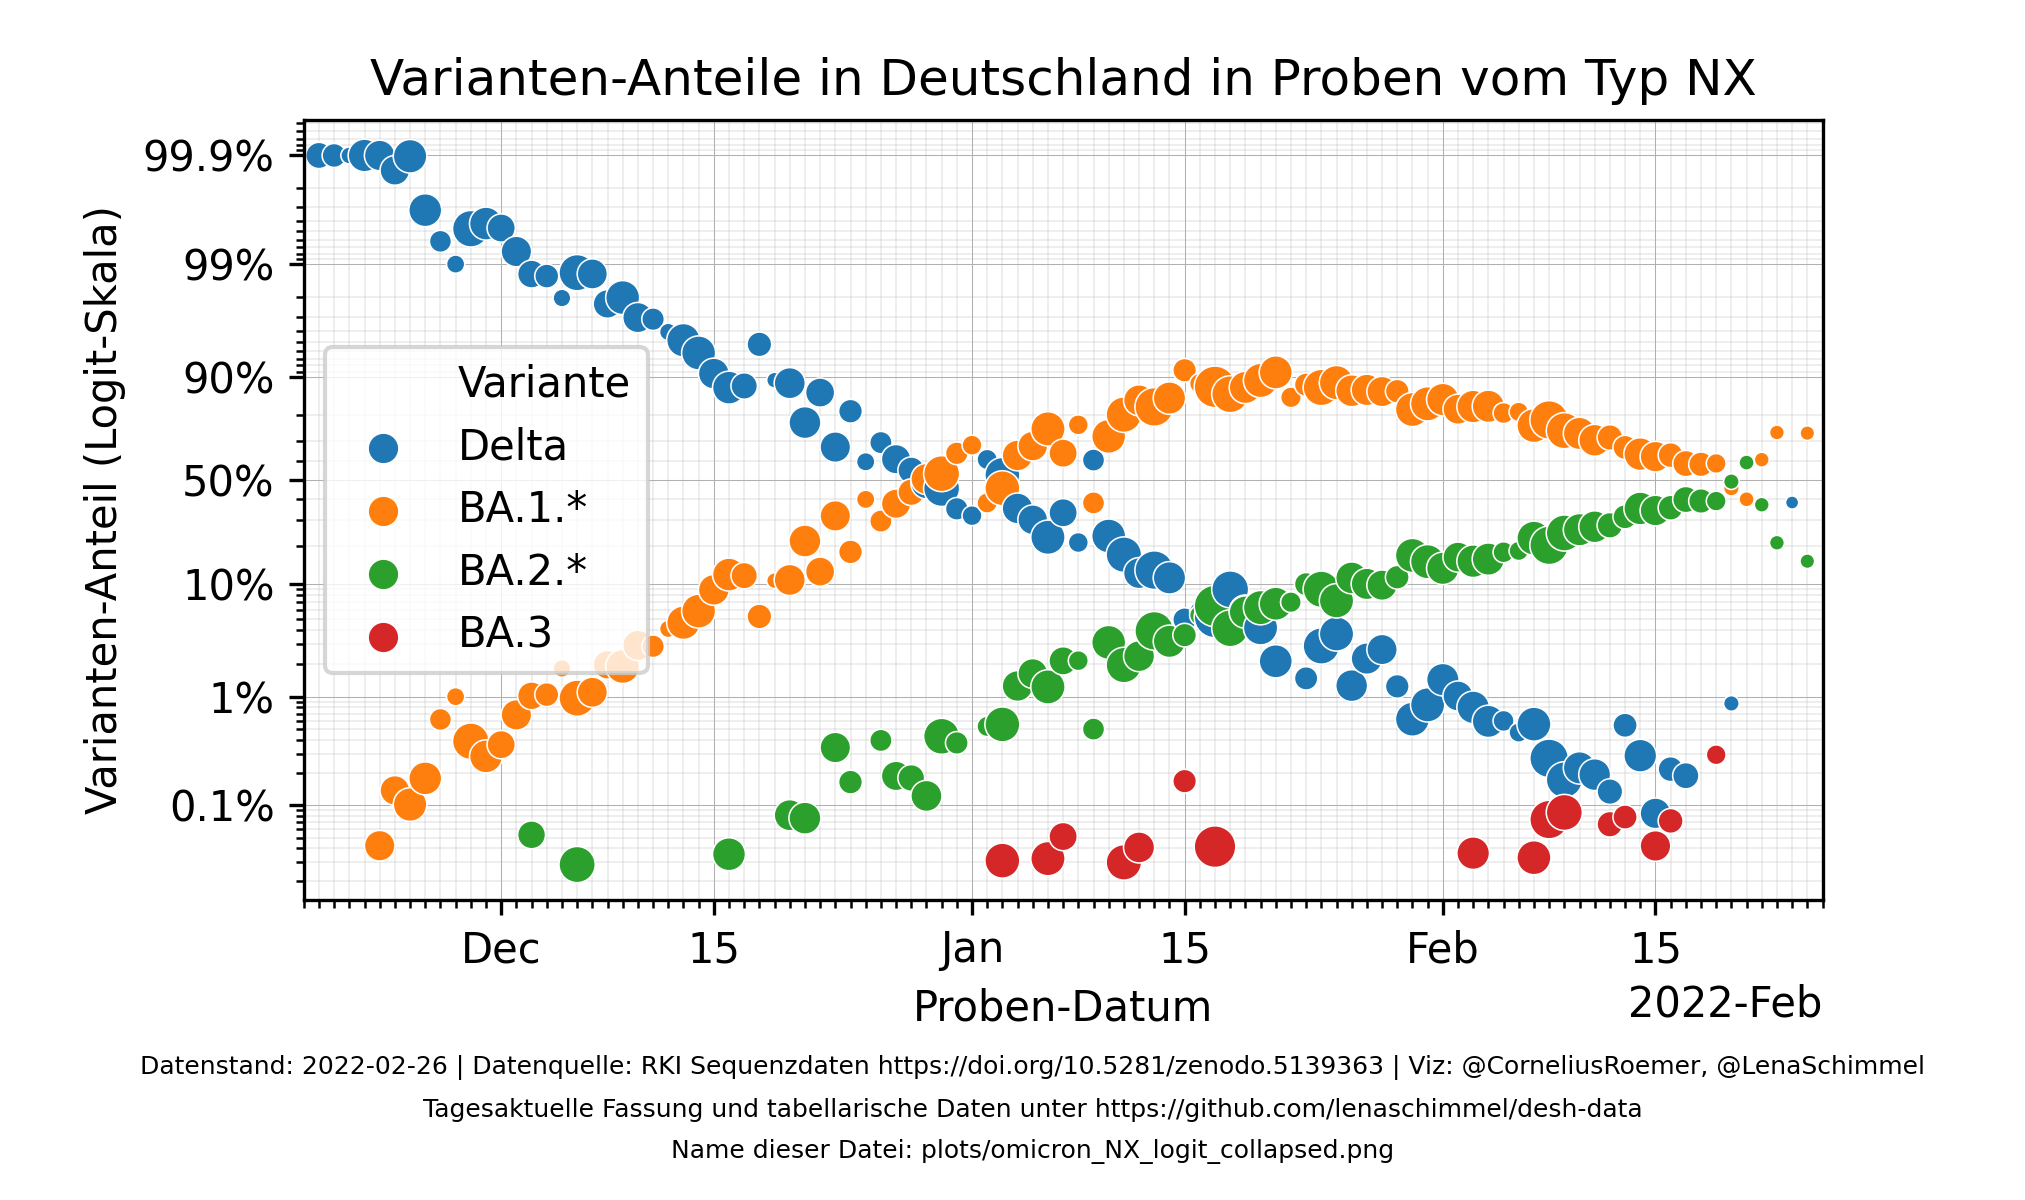 Varianten-Anteile in Deutschland in Proben vom Typ NX
Varianten-Anteil (Logit-Skala)
99.9%
99%
90%
50%
10%
1%
0.1%
Variante
Delta
BA.1.*
BA.2.*
BA.3
Dec
15
Jan
15
Feb
15
Proben-Datum
2022-Feb
Datenstand: 2022-02-26 | Datenquelle: RKI Sequenzdaten https://doi.org/10.5281/zenodo.5139363 | Viz: @CorneliusRoemer, @LenaSchimmel
Tagesaktuelle Fassung und tabellarische Daten unter https://github.com/lenaschimmel/desh-data
Name dieser Datei: plots/omicron_NX_logit_collapsed.png